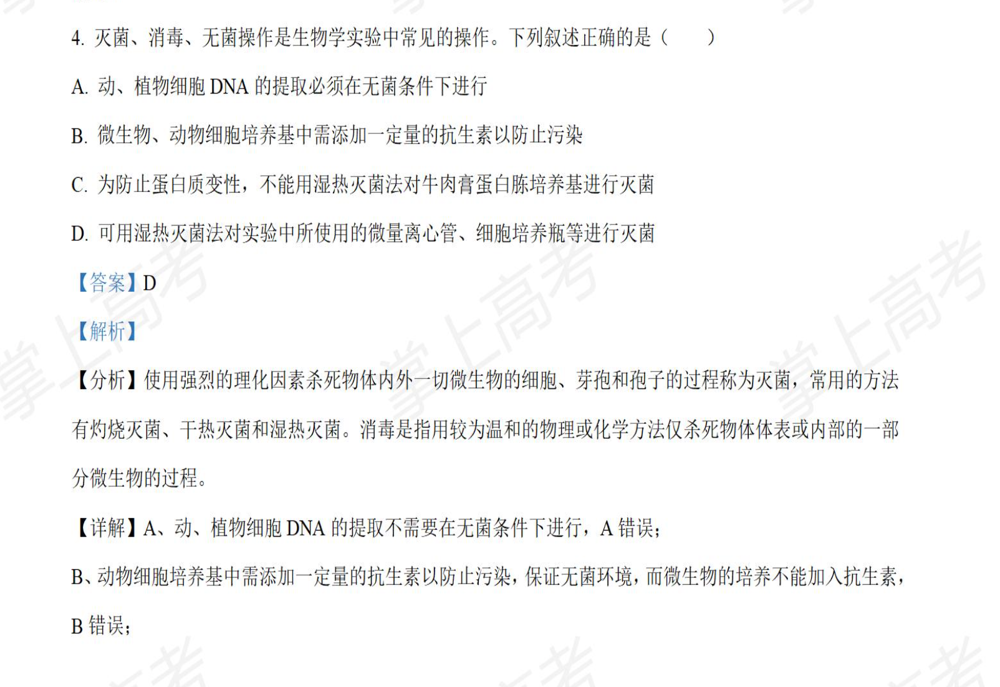 4. 灭菌、消毒、无菌操作是生物学实验中常见的操作。下列叙述正确的是（　　）
A. 动、植物细胞 DNA 的提取必须在无菌条件下进行
B. 微生物、动物细胞培养基中需添加一定量的抗生素以防止污染
C. 为防止蛋白质变性，不能用湿热灭菌法对牛肉膏蛋白胨培养基进行灭菌
D. 可用湿热灭菌法对实验中所使用的微量离心管、细胞培养瓶等进行灭菌
【答案】D
【解析】
【分析】使用强烈的理化因素杀死物体内外一切微生物的细胞、芽孢和孢子的过程称为灭菌，常用的方法
有灼烧灭菌、干热灭菌和湿热灭菌。消毒是指用较为温和的物理或化学方法仅杀死物体体表或内部的一部
分微生物的过程。
【详解】A、动、植物细胞 DNA 的提取不需要在无菌条件下进行，A 错误；
B、动物细胞培养基中需添加一定量的抗生素以防止污染，保证无菌环境，而微生物的培养不能加入抗生素，
B 错误；
掌上高考
掌上高考
掌上高考